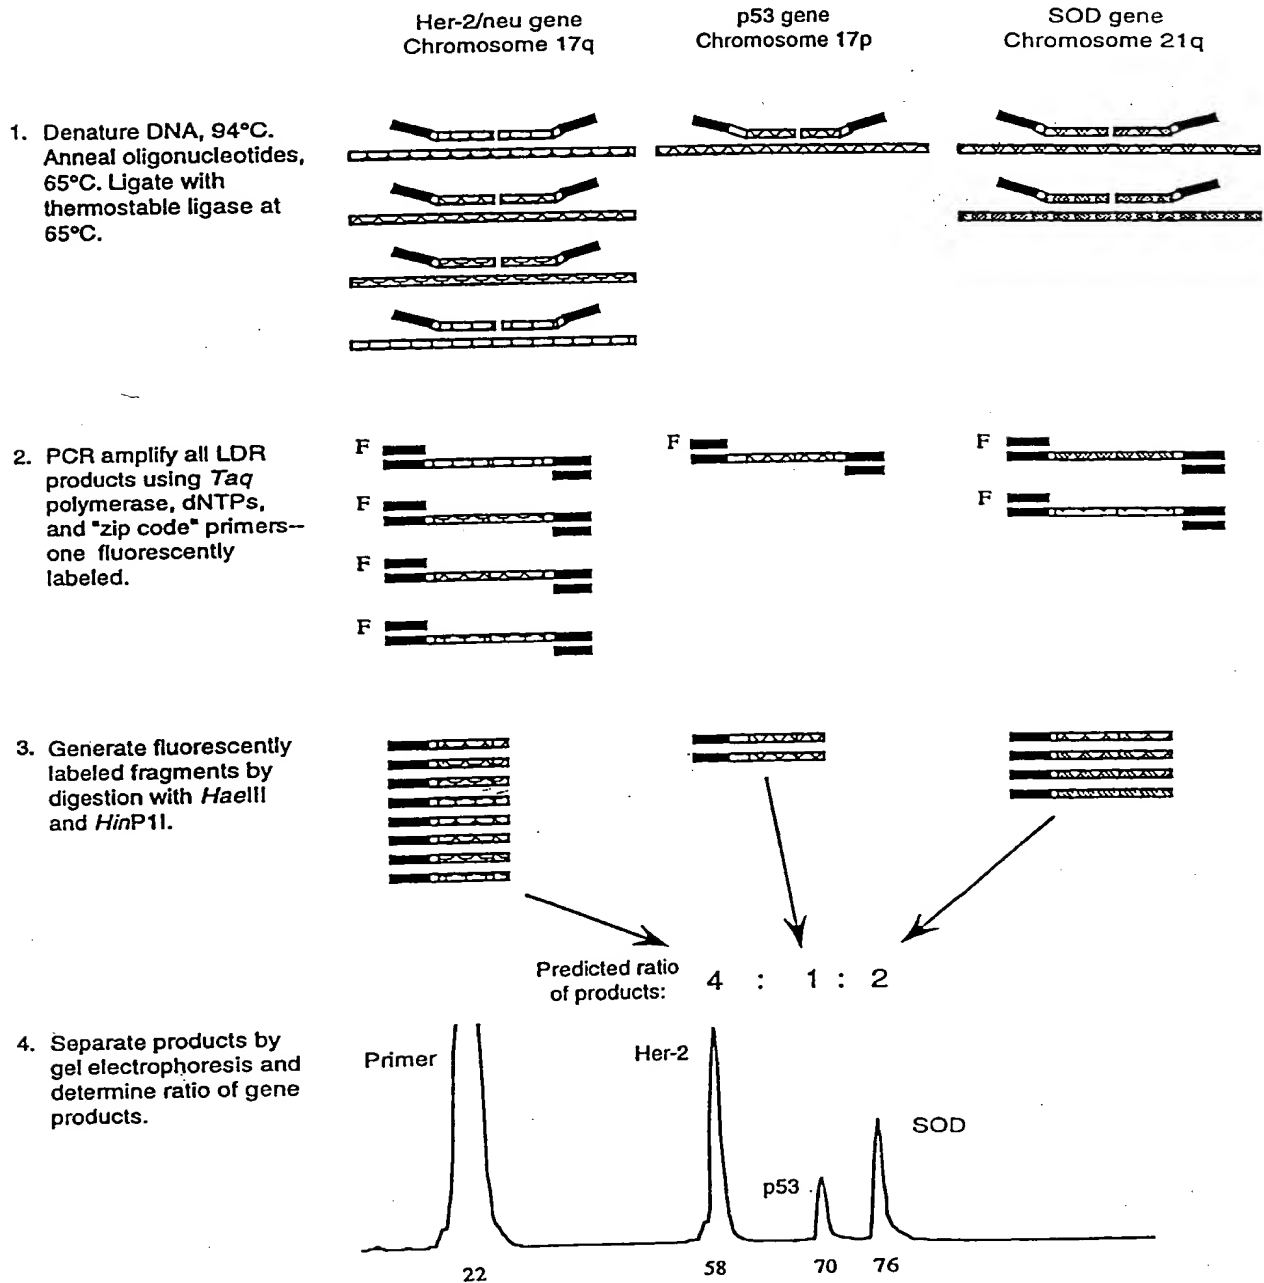 Her-2/neu gene
Chromosome 17q
p53 gene
Chromosome 17p
SOD gene
Chromosome 21q
1. Denature DNA, 94°C.
Anneal oligonucleotides,
65°C. Ligate with
thermostable ligase at
65°C.
2. PCR amplify all LDR
products using Taq
polymerase, dNTPs,
and "zip code" primers--
one fluorescently
labeled.
F
F
F
F
F
F
F
3. Generate fluorescently
labeled fragments by
digestion with HaeIII
and HinP1I.
Predicted ratio
of products:
4 : 1 : 2
4. Separate products by
gel electrophoresis and
determine ratio of gene
products.
Primer
Her-2
p53
SOD
22
58
70
76